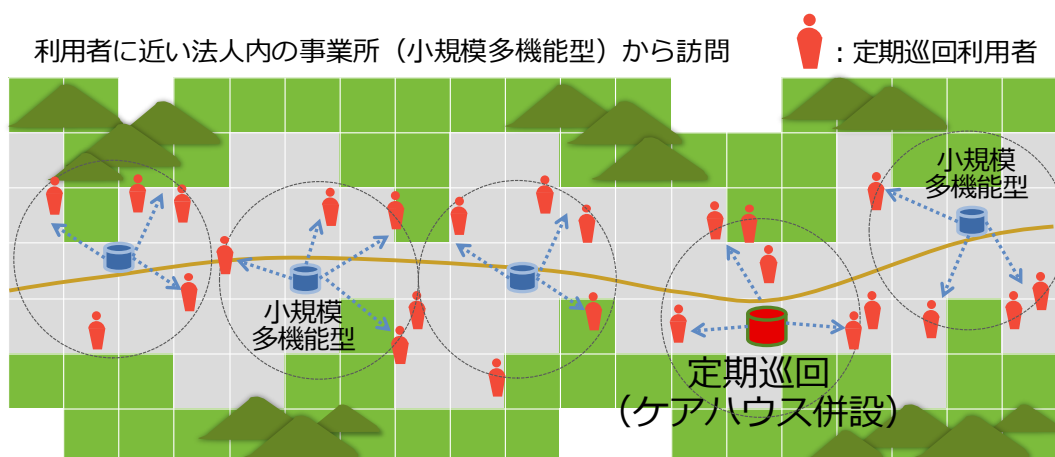 利用者に近い法人内の事業所（小規模多機能型）から訪問
：定期巡回利用者
小規模
多機能型
小規模
多機能型
定期巡回
（ケアハウス併設）